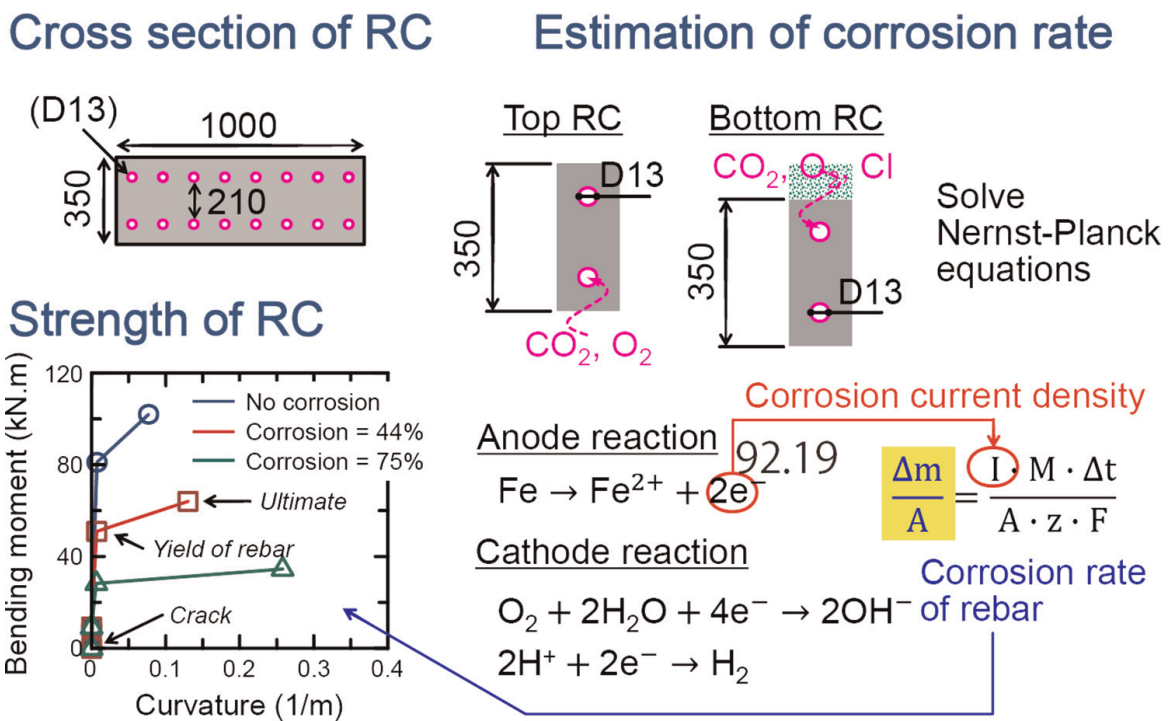 Cross section of RC
(D13)
1000
350
210
Strength of RC
Bending moment (kN.m)
120
80
40
0
No corrosion
Corrosion = 44%
Corrosion = 75%
Ultimate
Yield of rebar
Crack
0 0.1 0.2 0.3 0.4
Curvature (1/m)
Estimation of corrosion rate
Top RC
D13
350
CO₂, O₂
Bottom RC
CO₂, O₂, Cl
350
D13
Solve
Nernst-Planck
equations
Corrosion current density
Anode reaction
92.19
Fe → Fe²⁺ + 2e⁻
Δm/A = I · M · Δt/A · z · F
Cathode reaction
O₂ + 2H₂O + 4e⁻ → 2OH⁻
2H⁺ + 2e⁻ → H₂
Corrosion rate
of rebar